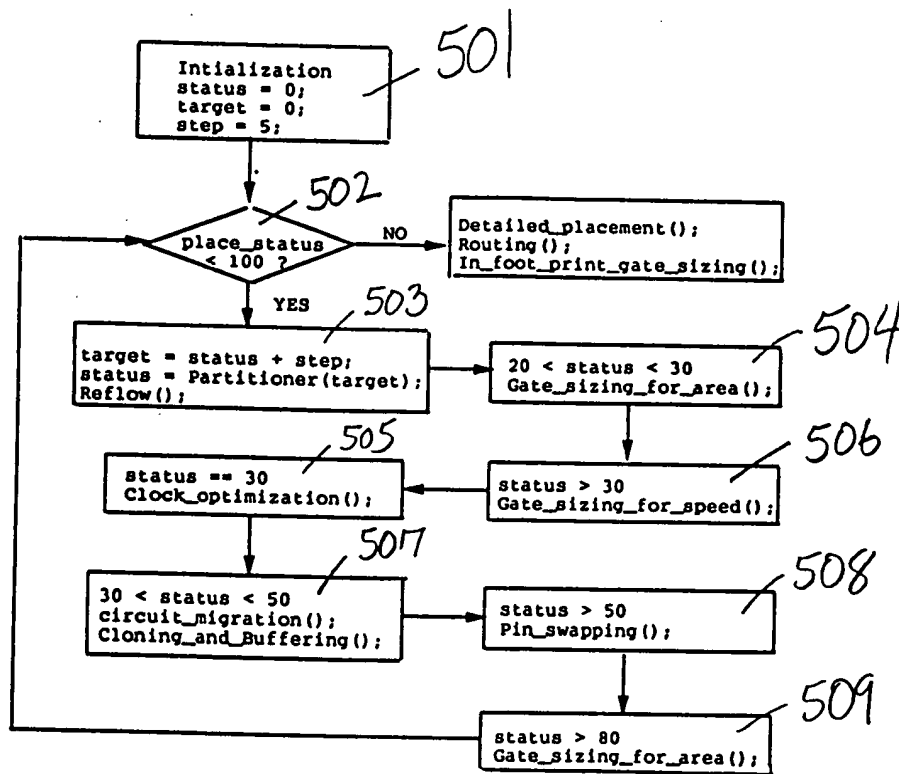 501
Intialization
status = 0;
target = 0;
step = 5;
502
place_status
< 100 ?
NO
Detailed_placement();
Routing();
In_foot_print_gate_sizing();
YES
503
target = status + step;
status = Partitioner(target);
Reflow();
504
20 < status < 30
Gate_sizing_for_area();
505
status == 30
Clock_optimization();
506
status > 30
Gate_sizing_for_speed();
507
30 < status < 50
circuit_migration();
Cloning_and_Buffering();
508
status > 50
Pin_swapping();
509
status > 80
Gate_sizing_for_area();